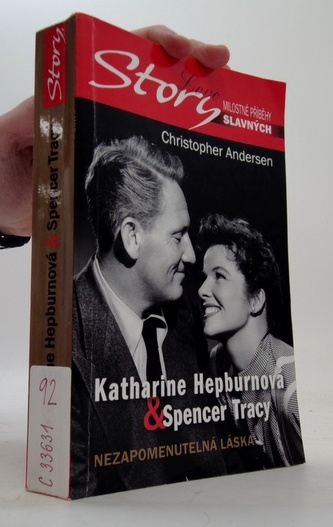 Love
Story
MILOSTNÉ PŘÍBĚHY
SLAVNÝCH
Christopher Andersen
Katharine Hepburnová
& Spencer Tracy
NEZAPOMENUTELNÁ LÁSKA
Story
ne Hepburnová & Spencer Tracy
92
C 33631